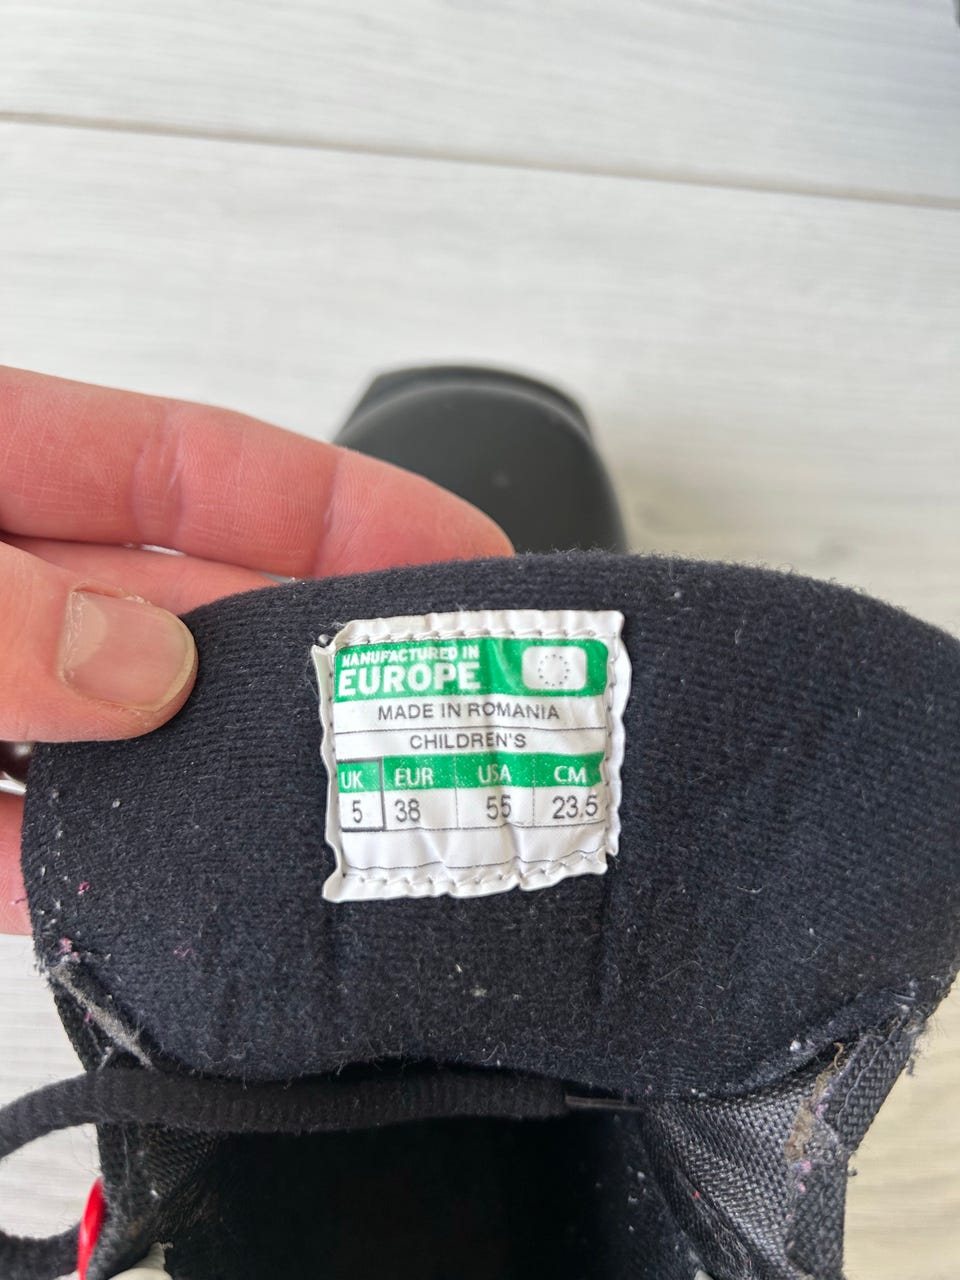 MANUFACTURED IN
EUROPE
MADE IN ROMANIA
CHILDREN'S
UK EUR USA CM
5 38 55 23.5